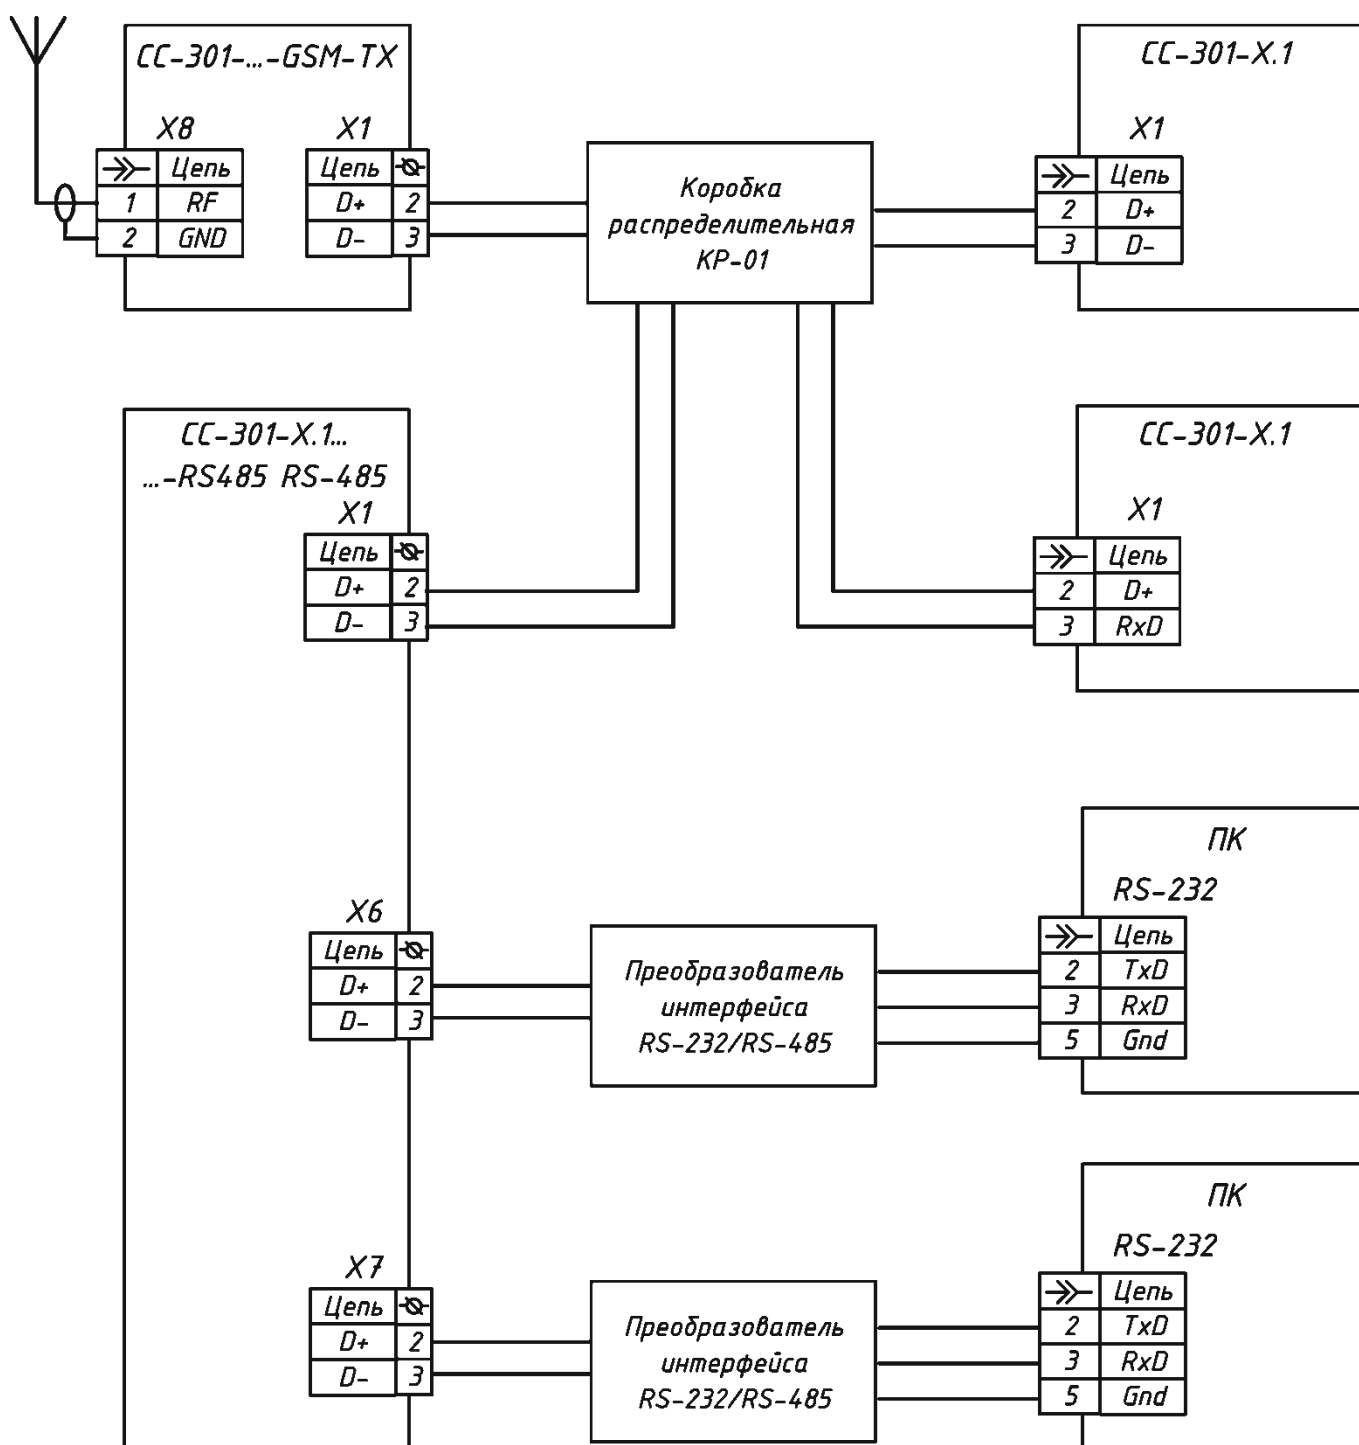 СС-301-...-GSM-TX
X8
Цепь
1 RF
2 GND
X1
Цепь
D+ 2
D- 3
Коробка
распределительная
КР-01
СС-301-Х.1
X1
Цепь
2 D+
3 D-
СС-301-Х.1...
...-RS485 RS-485
X1
Цепь
D+ 2
D- 3
СС-301-Х.1
X1
Цепь
2 D+
3 RxD
X6
Цепь
D+ 2
D- 3
Преобразователь
интерфейса
RS-232/RS-485
ПК
RS-232
Цепь
2 TxD
3 RxD
5 Gnd
X7
Цепь
D+ 2
D- 3
Преобразователь
интерфейса
RS-232/RS-485
ПК
RS-232
Цепь
2 TxD
3 RxD
5 Gnd